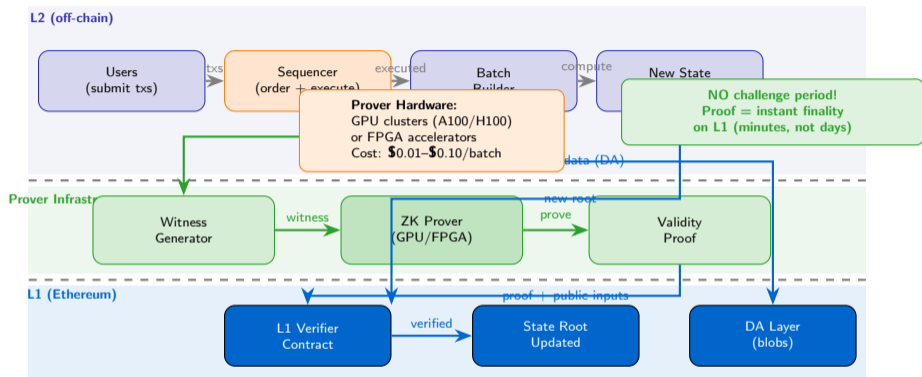 L2 (off-chain)
Users
(submit txs)
txs
Sequencer
(order + execute)
executed
Batch
Builder
compute
New State
NO challenge period!
Proof = instant finality
on L1 (minutes, not days)
Prover Hardware:
GPU clusters (A100/H100)
or FPGA accelerators
Cost: $0.01–$0.10/batch
data (DA)
Prover Infrastr
Witness
Generator
witness
ZK Prover
(GPU/FPGA)
new root
prove
Validity
Proof
L1 (Ethereum)
proof + public inputs
L1 Verifier
Contract
verified
State Root
Updated
DA Layer
(blobs)